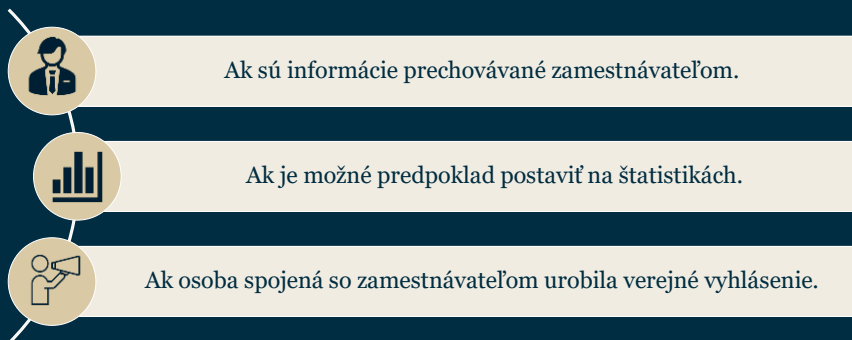 Ak sú informácie prechovávané zamestnávateľom.
Ak je možné predpoklad postaviť na štatistikách.
Ak osoba spojená so zamestnávateľom urobila verejné vyhlásenie.